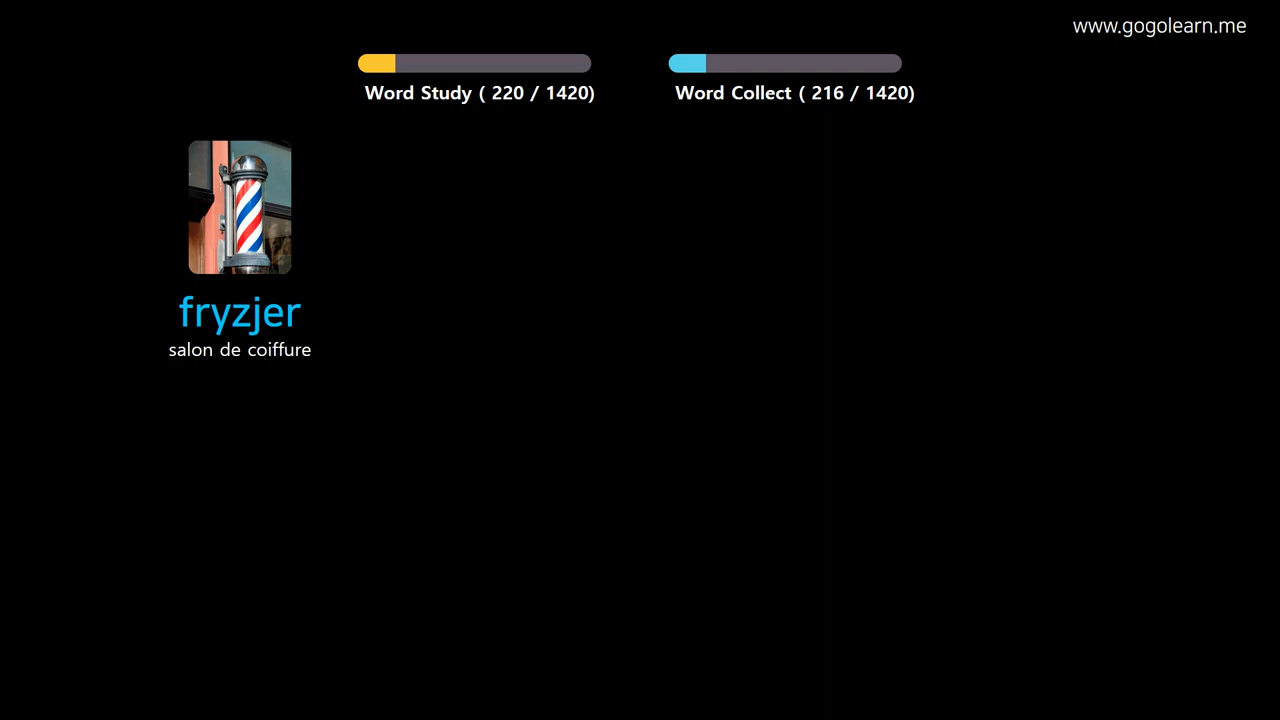 www.gogolearn.me
Word Study ( 220 / 1420)
Word Collect ( 216 / 1420)
fryzjer
salon de coiffure